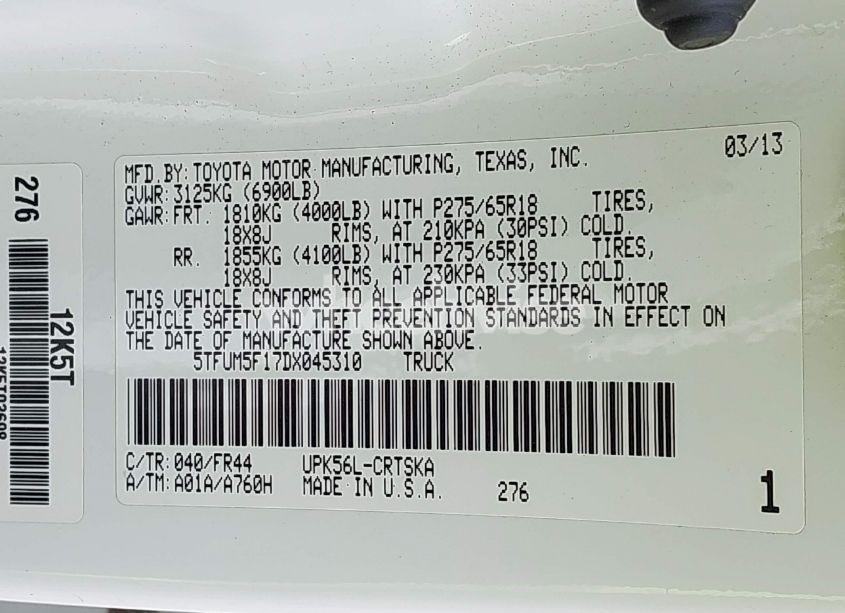 03/13
MFD.BY:TOYOTA MOTOR MANUFACTURING, TEXAS, INC.
GVWR:3125KG (6900LB)
GAWR:FRT. 1810KG (4000LB) WITH P275/65R18 TIRES,
18X8J RIMS, AT 210KPA (30PSI) COLD.
RR. 1855KG (4100LB) WITH P275/65R18 TIRES,
18X8J RIMS, AT 230KPA (33PSI) COLD.
THIS VEHICLE CONFORMS TO ALL APPLICABLE FEDERAL MOTOR
VEHICLE SAFETY AND THEFT PREVENTION STANDARDS IN EFFECT ON
THE DATE OF MANUFACTURE SHOWN ABOVE.
5TFUM5F17DX045310 TRUCK
C/TR:040/FR44 UPK56L-CRTSKA
A/TM:A01A/A760H MADE IN U.S.A. 276
1
276
12K5T